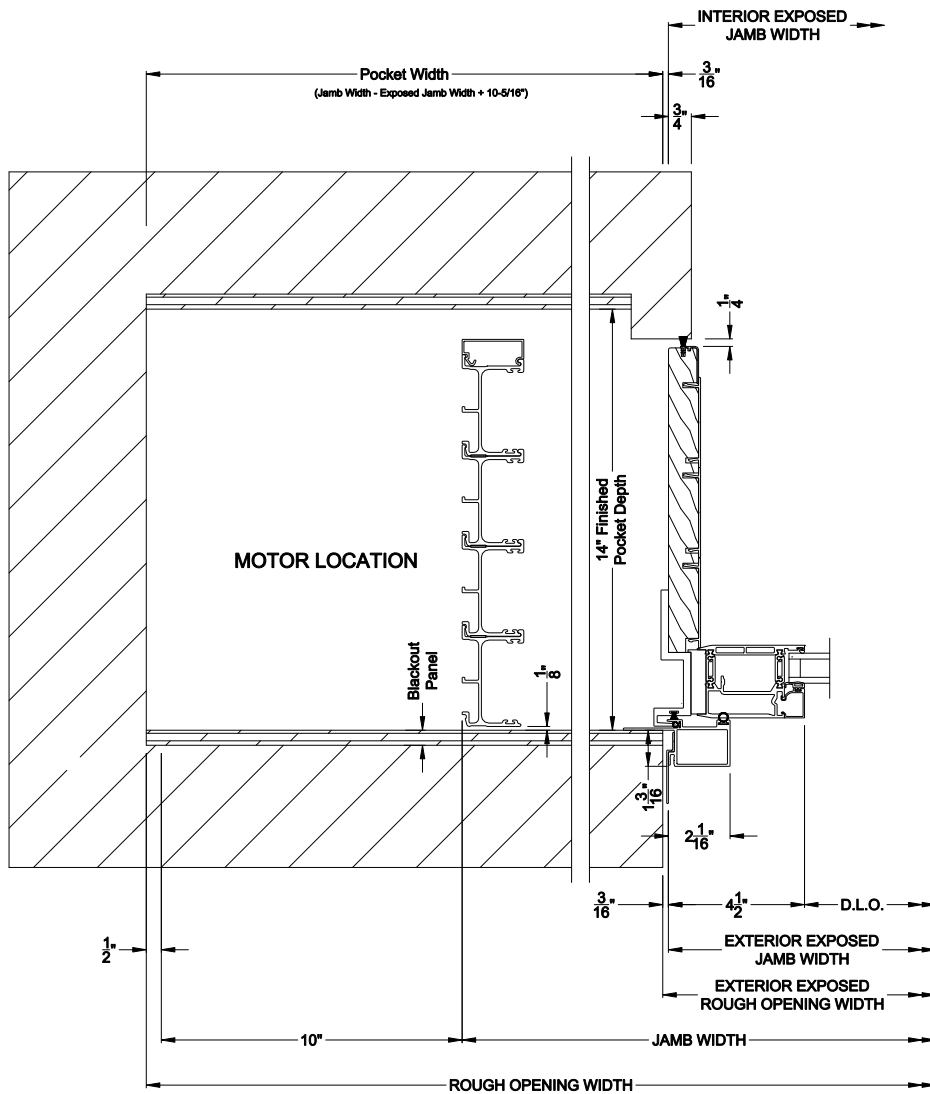 INTERIOR EXPOSED
JAMB WIDTH
Pocket Width
(Jamb Width - Exposed Jamb Width + 10-5/16")
3/16"
3/4"
1/4"
14" Finished
Pocket Depth
MOTOR LOCATION
Blackout
Panel
1/8"
1 3/16"
2 1/16"
3/16"
4 1/2"
D.L.O.
1/2"
EXTERIOR EXPOSED
JAMB WIDTH
EXTERIOR EXPOSED
ROUGH OPENING WIDTH
10"
JAMB WIDTH
ROUGH OPENING WIDTH